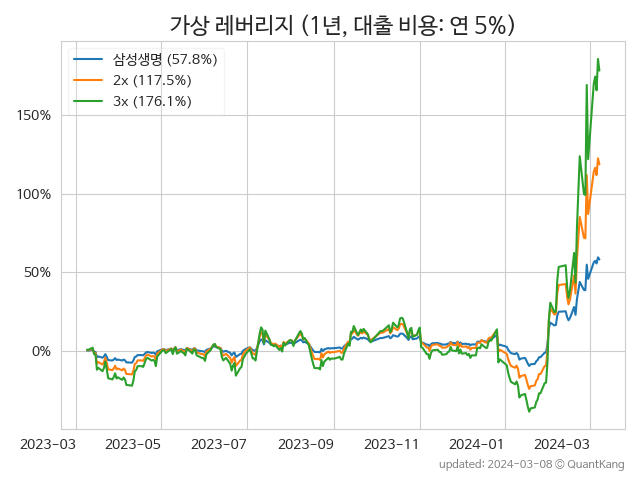 가상 레버리지 (1년, 대출 비용: 연 5%)
삼성생명 (57.8%)
2x (117.5%)
3x (176.1%)
150%
100%
50%
0%
2023-03 2023-05 2023-07 2023-09 2023-11 2024-01 2024-03
updated: 2024-03-08 © QuantKang